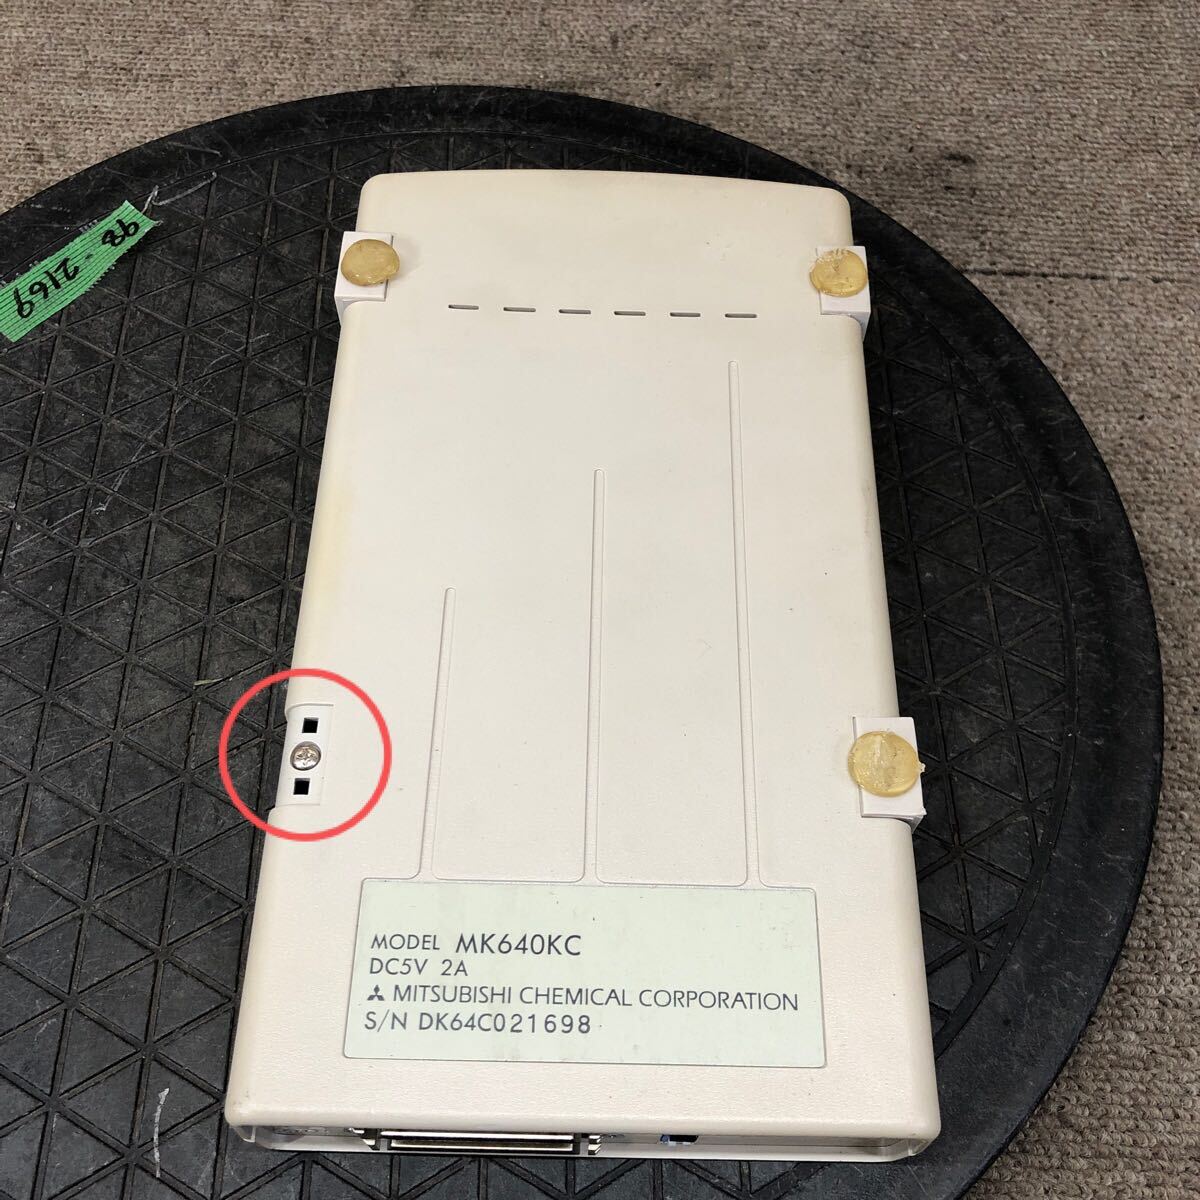 98-2169
MODEL MK640KC
DC5V 2A
MITSUBISHI CHEMICAL CORPORATION
S/N DK64C021698